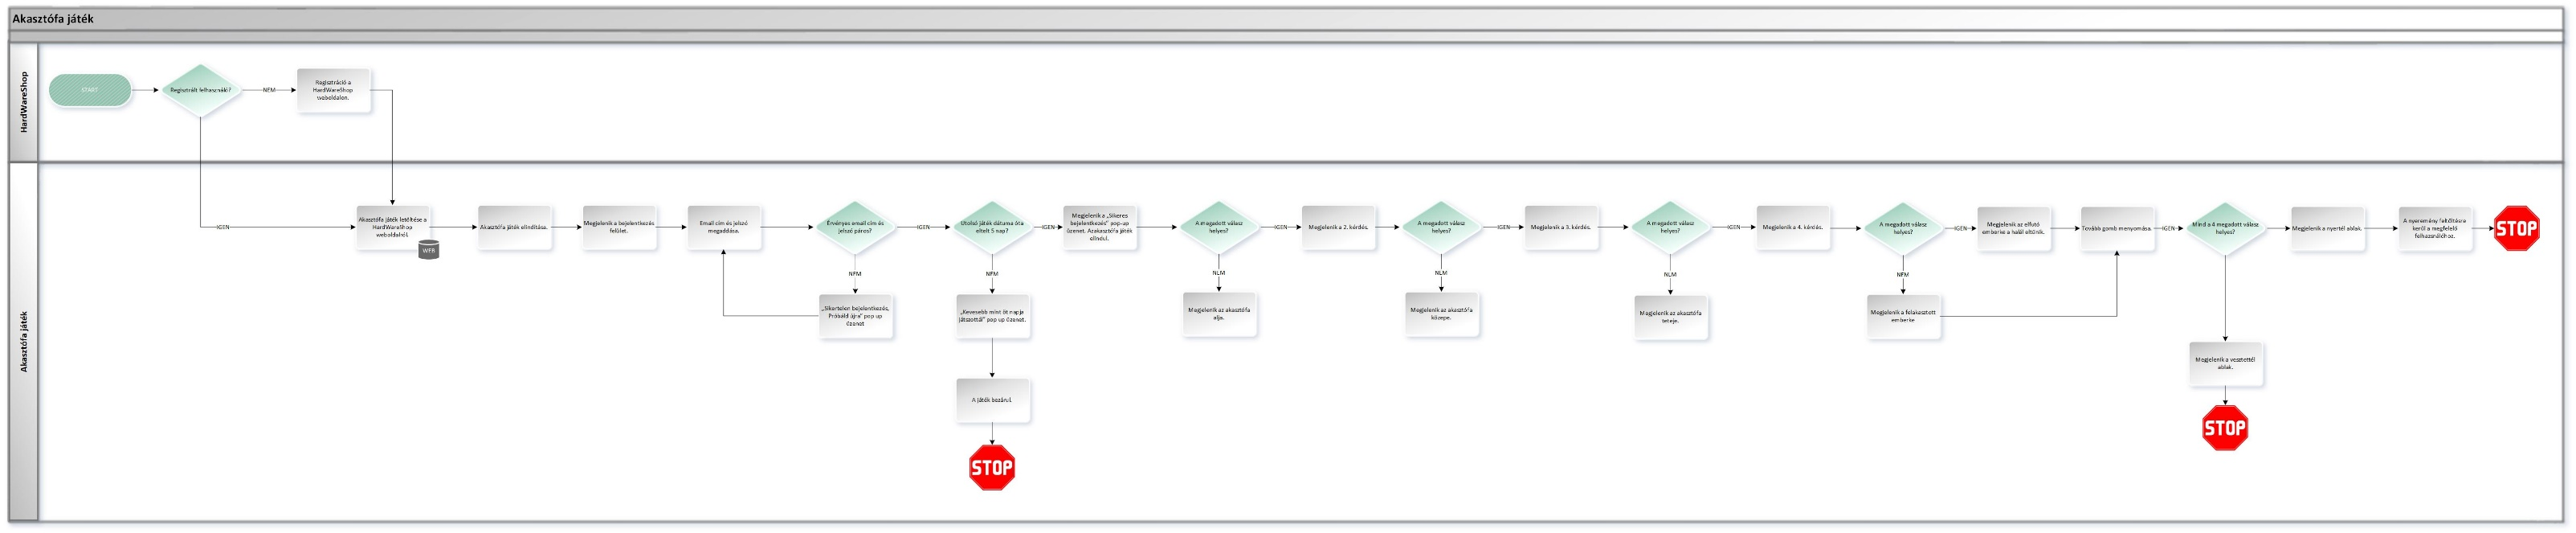 Akasztófa játék
HardWareShop
START
Regisztrált felhasználó?
NEM
Regisztráció a
HardWareShop
weboldalon.
Akasztófa játék
IGEN
Akasztófa játék letöltése a
HardWareShop
weboldalról.
WEB
Akasztófa játék elindítása.
Megjelenik a bejelentkezés
felület.
Email cím és jelszó
megadása.
Érvényes email cím és
jelszó páros?
IGEN
NEM
„Sikertelen bejelentkezés,
Próbáld újra” pop up
üzenet
Utolsó játék dátuma óta
eltelt 5 nap?
IGEN
NEM
„Kevesebb mint öt napja
játszottál” pop up üzenet.
A játék bezárul.
STOP
Megjelenik a „Sikeres
bejelentkezés” pop-up
üzenet. Azakasztófa játék
elindul.
A megadott válasz
helyes?
IGEN
NEM
Megjelenik az akasztófa
alja.
Megjelenik a 2. kérdés.
A megadott válasz
helyes?
IGEN
NEM
Megjelenik az akasztófa
közepe.
Megjelenik a 3. kérdés.
A megadott válasz
helyes?
IGEN
NEM
Megjelenik az akasztófa
teteje.
Megjelenik a 4. kérdés.
A megadott válasz
helyes?
IGEN
NEM
Megjelenik a felakasztott
emberke
Megjelenik az elfutó
emberke a halál eltűnik.
Tovább gomb menyomása.
IGEN
Mind a 4 megadott válasz
helyes?
Megjelenik a vesztettél
ablak.
STOP
Megjelenik a nyertél ablak.
A nyeremény feltöltésre
kerül a megfelelő
felhasználóhoz.
STOP